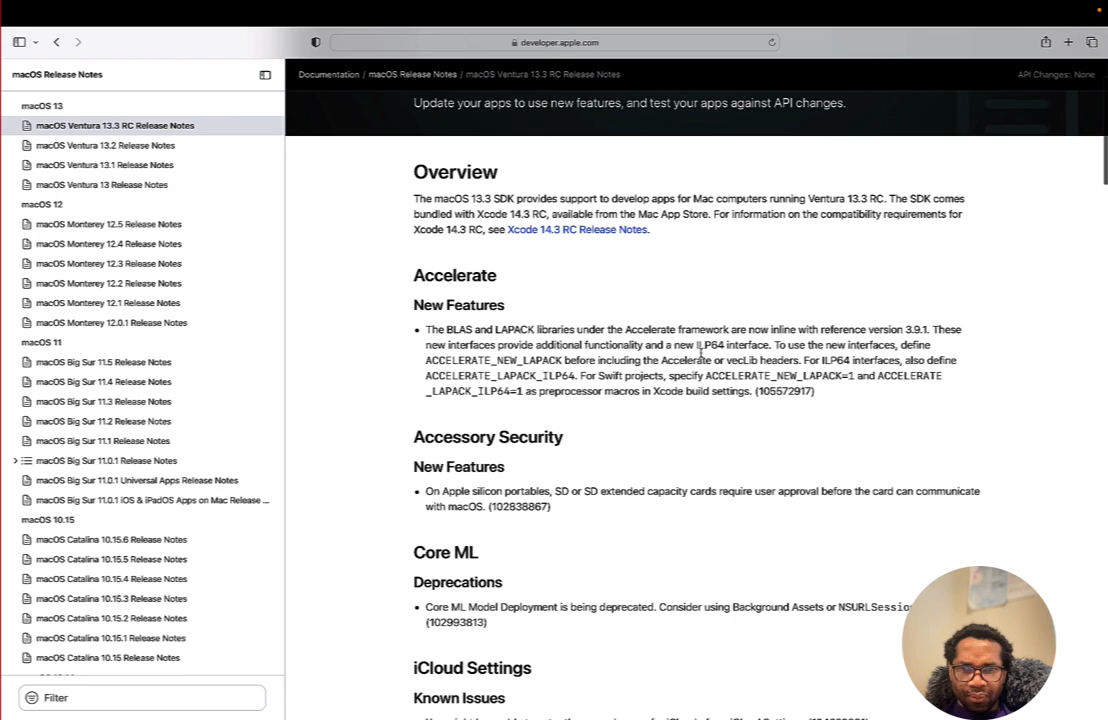 developer.apple.com
macOS Release Notes
Documentation / macOS Release Notes / macOS Ventura 13.3 RC Release Notes
API Changes: None
macOS 13
macOS Ventura 13.3 RC Release Notes
macOS Ventura 13.2 Release Notes
macOS Ventura 13.1 Release Notes
macOS Ventura 13 Release Notes
macOS 12
macOS Monterey 12.5 Release Notes
macOS Monterey 12.4 Release Notes
macOS Monterey 12.3 Release Notes
macOS Monterey 12.2 Release Notes
macOS Monterey 12.1 Release Notes
macOS Monterey 12.0.1 Release Notes
macOS 11
macOS Big Sur 11.5 Release Notes
macOS Big Sur 11.4 Release Notes
macOS Big Sur 11.3 Release Notes
macOS Big Sur 11.2 Release Notes
macOS Big Sur 11.1 Release Notes
macOS Big Sur 11.0.1 Release Notes
macOS Big Sur 11.0.1 Universal Apps Release Notes
macOS Big Sur 11.0.1 iOS & iPadOS Apps on Mac Release ...
macOS 10.15
macOS Catalina 10.15.6 Release Notes
macOS Catalina 10.15.5 Release Notes
macOS Catalina 10.15.4 Release Notes
macOS Catalina 10.15.3 Release Notes
macOS Catalina 10.15.2 Release Notes
macOS Catalina 10.15.1 Release Notes
macOS Catalina 10.15 Release Notes
Filter
Update your apps to use new features, and test your apps against API changes.
Overview
The macOS 13.3 SDK provides support to develop apps for Mac computers running Ventura 13.3 RC. The SDK comes
bundled with Xcode 14.3 RC, available from the Mac App Store. For information on the compatibility requirements for
Xcode 14.3 RC, see Xcode 14.3 RC Release Notes.
Accelerate
New Features
• The BLAS and LAPACK libraries under the Accelerate framework are now inline with reference version 3.9.1. These
new interfaces provide additional functionality and a new ILP64 interface. To use the new interfaces, define
ACCELERATE_NEW_LAPACK before including the Accelerate or vecLib headers. For ILP64 interfaces, also define
ACCELERATE_LAPACK_ILP64. For Swift projects, specify ACCELERATE_NEW_LAPACK=1 and ACCELERATE
_LAPACK_ILP64=1 as preprocessor macros in Xcode build settings. (105572917)
Accessory Security
New Features
• On Apple silicon portables, SD or SD extended capacity cards require user approval before the card can communicate
with macOS. (102838867)
Core ML
Deprecations
• Core ML Model Deployment is being deprecated. Consider using Background Assets or NSURLSession
(102993813)
iCloud Settings
Known Issues